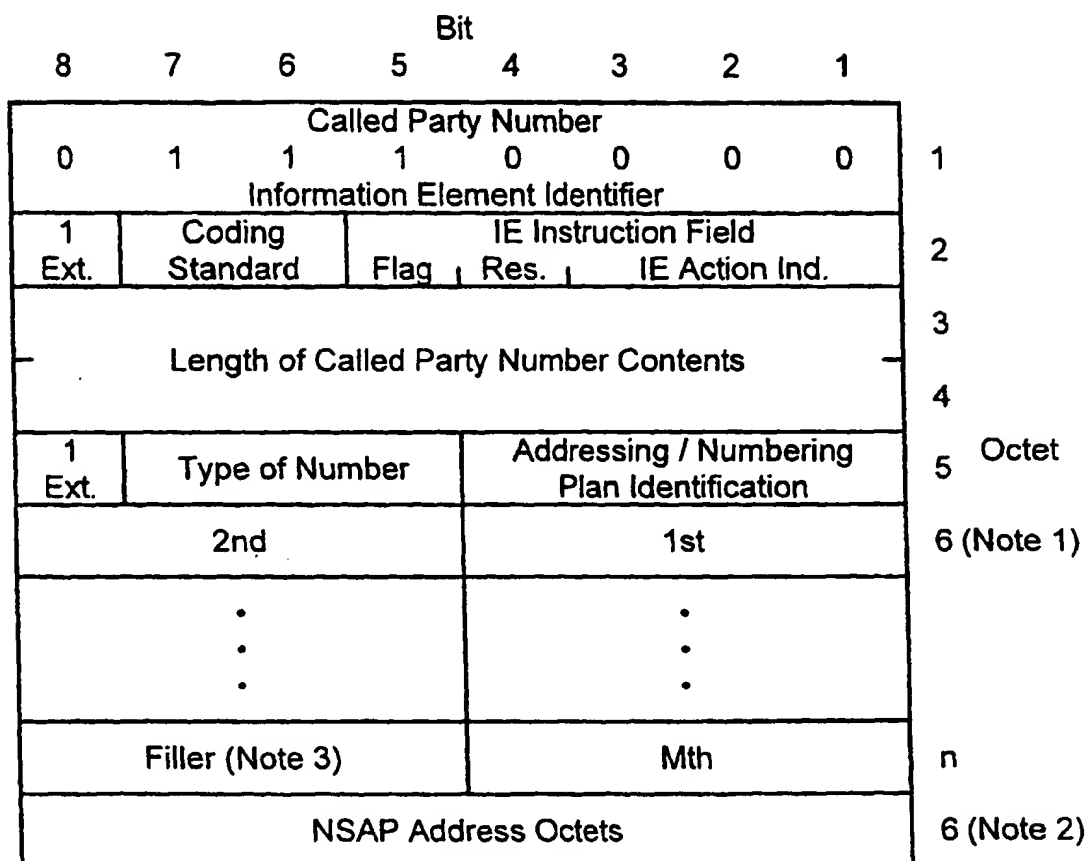 Bit
8 7 6 5 4 3 2 1
Called Party Number
0 1 1 1 0 0 0 0 1
Information Element Identifier
1 Coding IE Instruction Field
Ext. Standard Flag Res. IE Action Ind. 2
3
Length of Called Party Number Contents
4
1 Type of Number Addressing / Numbering Octet
Ext. Plan Identification 5
2nd 1st 6 (Note 1)
Filler (Note 3) Mth n
NSAP Address Octets 6 (Note 2)